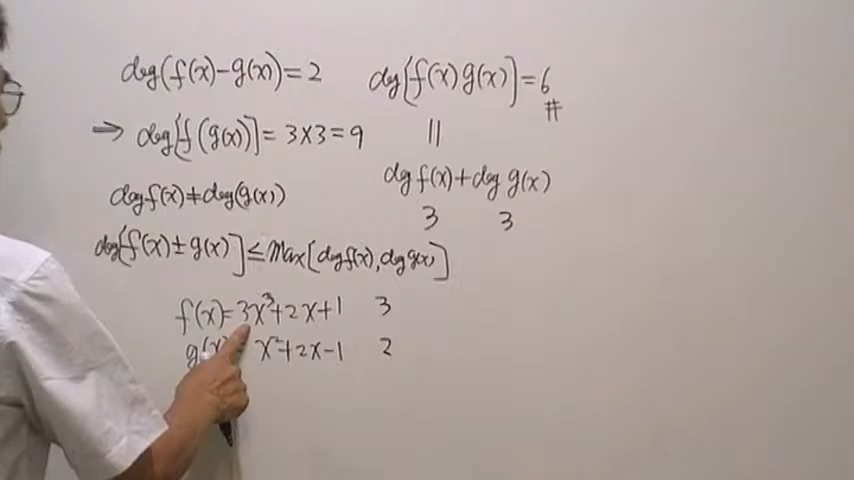 deg(f(x)-g(x))=2
deg[f(x)g(x)]=6 #
⇒ deg[f(g(x)]=3×3=9
||
deg f(x)+deg g(x)
3 3
deg f(x)≠deg(g(x))
deg[f(x)±g(x)]≤Max[deg f(x), deg g(x)]
f(x)=3x³+2x+1 3
g(x)= x²+2x-1 2